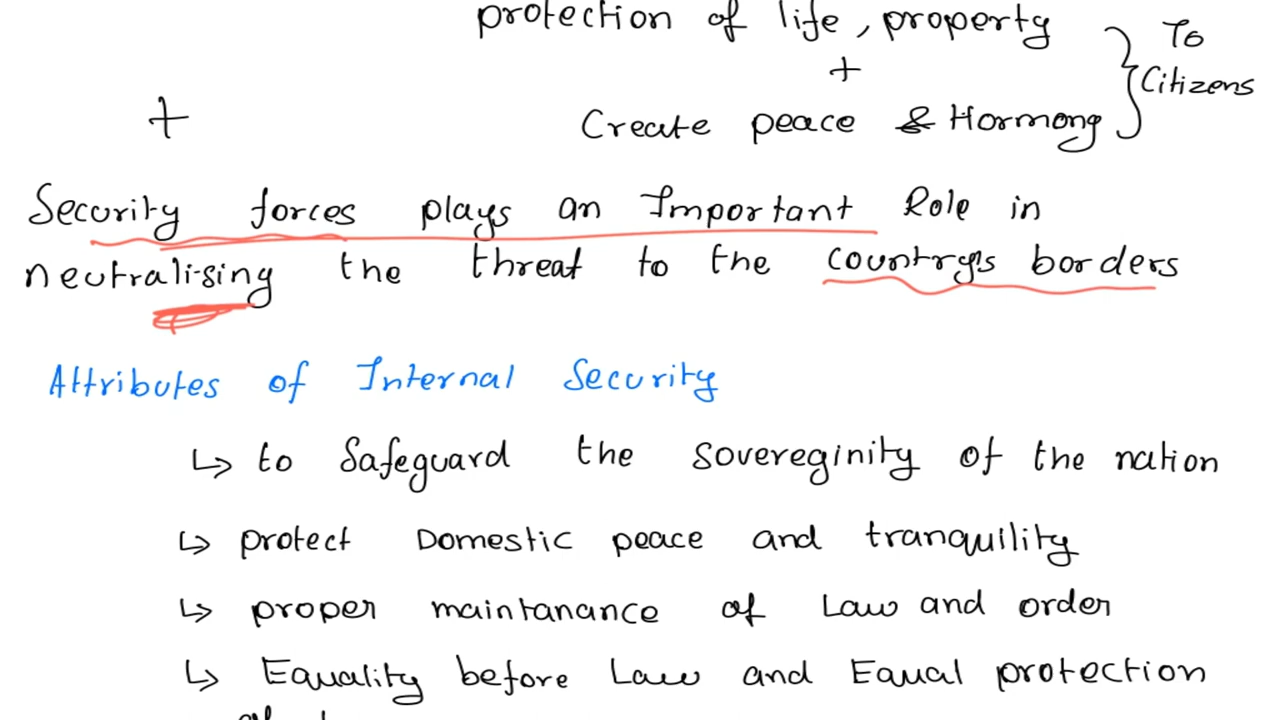 protection of life, property
+
To Citizens
+
Create peace & Hormong
Security forces plays an Important Role in
neutralising the threat to the country's borders
Attributes of Internal Security
↳ to Safeguard the sovereginity of the nation
↳ protect Domestic peace and tranquility
↳ proper maintanance of Law and order
↳ Equality before Law and Equal protection